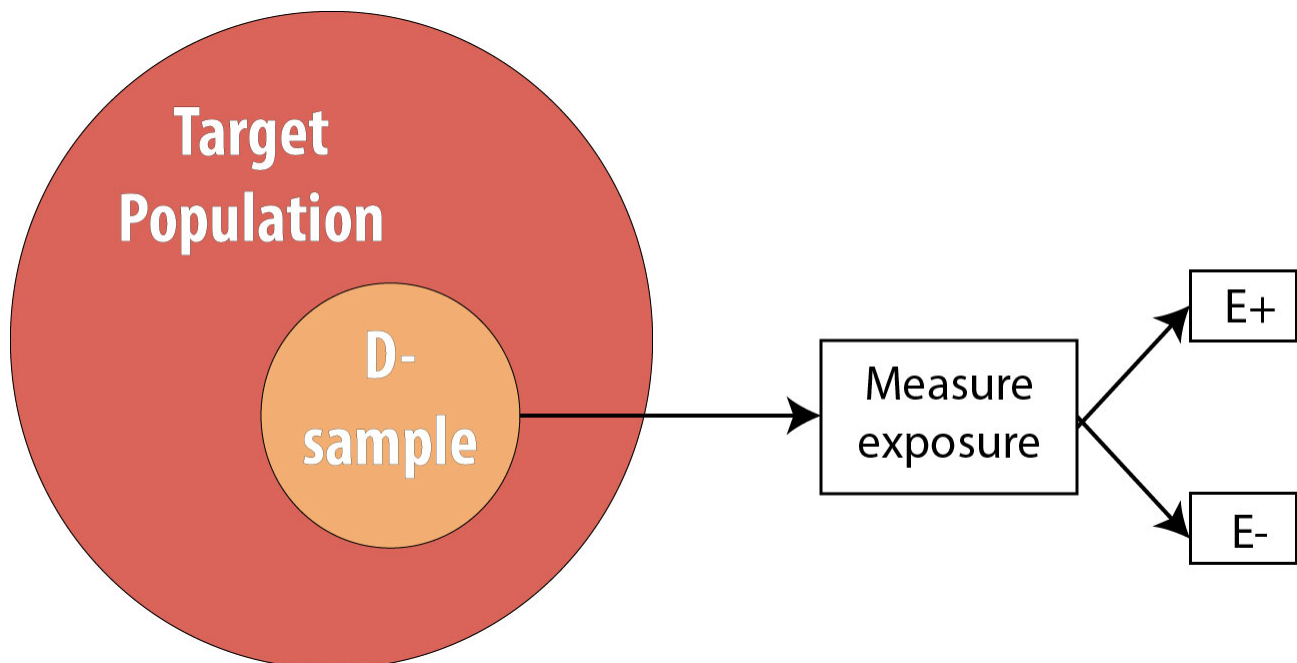 Target
Population
D-
sample
Measure
exposure
E+
E-